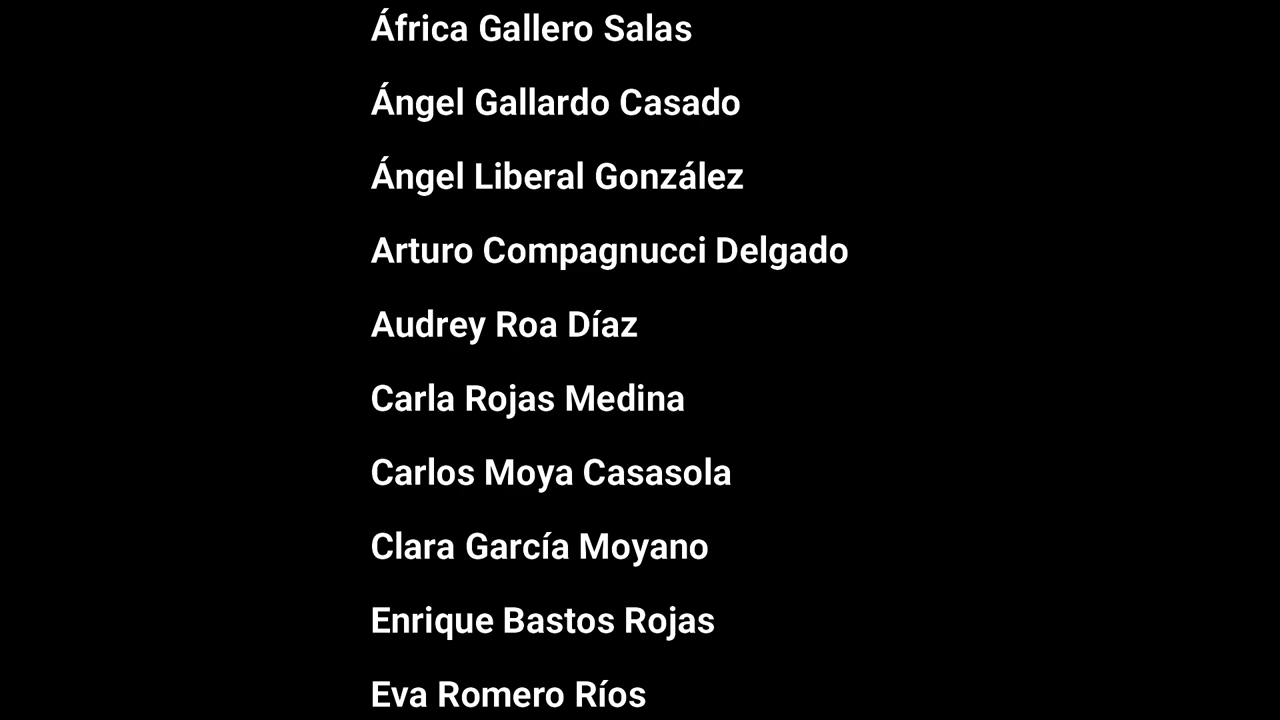 África Gallero Salas
Ángel Gallardo Casado
Ángel Liberal González
Arturo Compagnucci Delgado
Audrey Roa Díaz
Carla Rojas Medina
Carlos Moya Casasola
Clara García Moyano
Enrique Bastos Rojas
Eva Romero Ríos